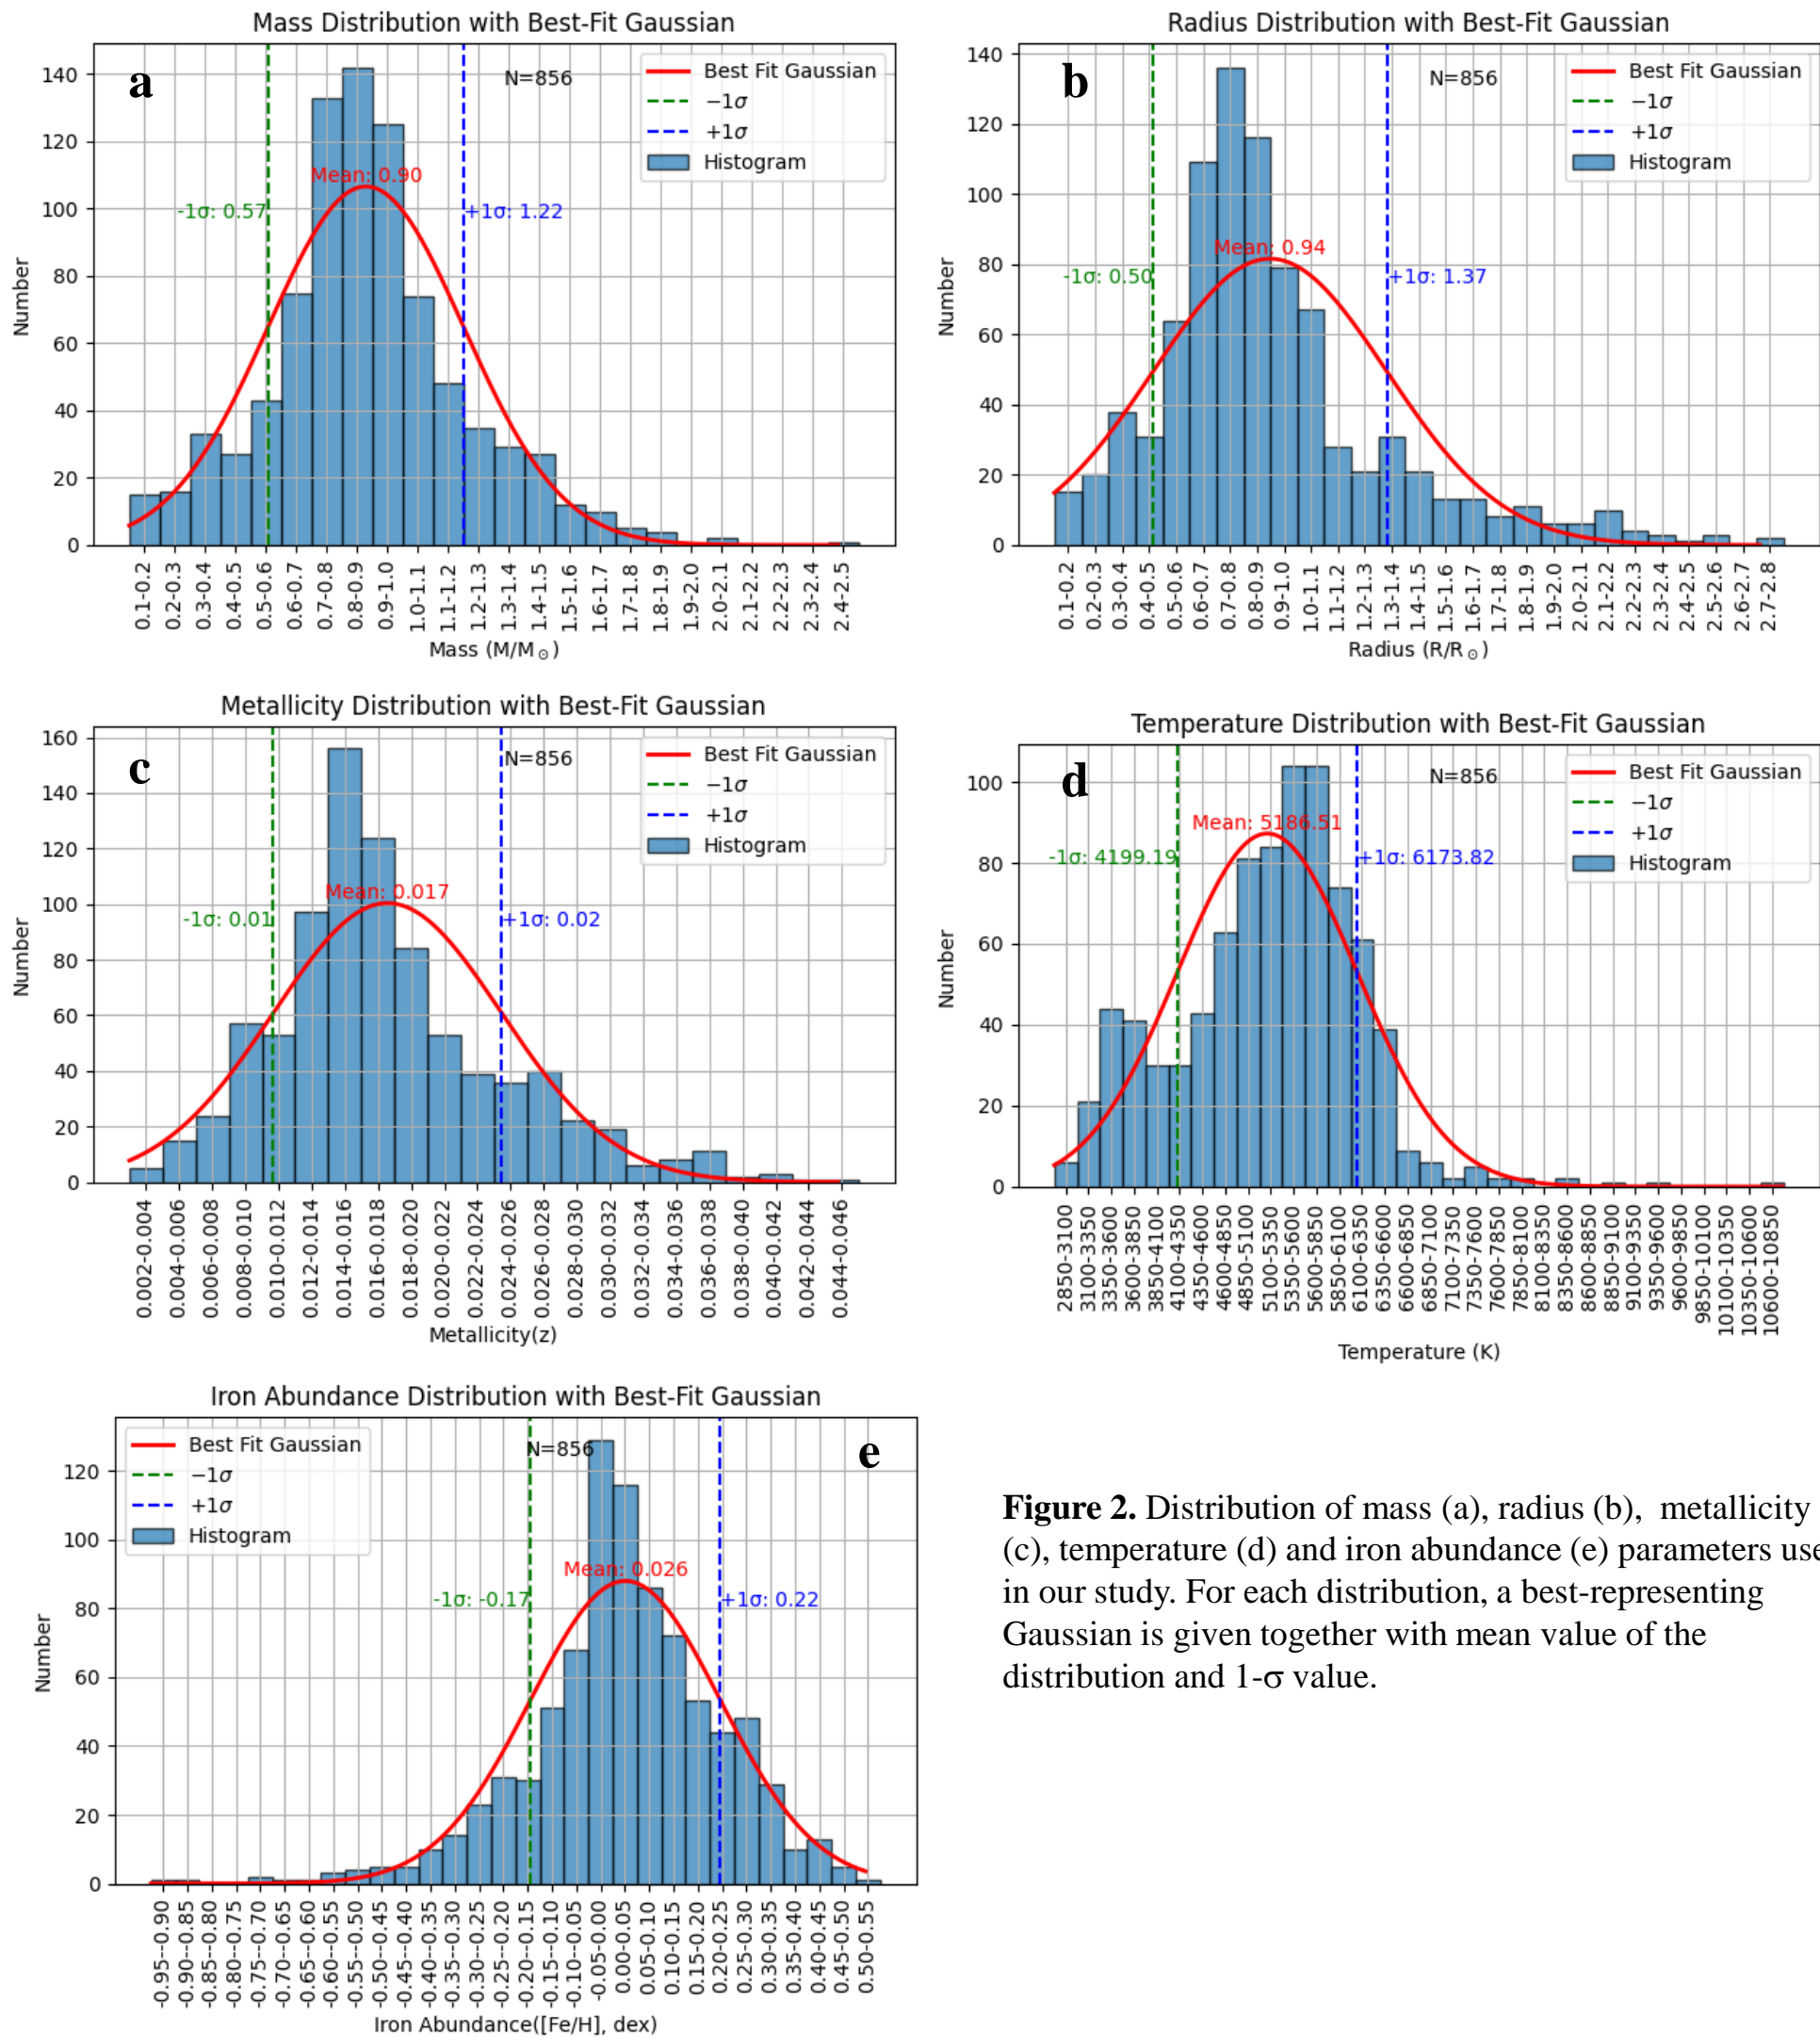 Mass Distribution with Best-Fit Gaussian
a
N=856
Best Fit Gaussian
−1σ
+1σ
Histogram
Mean: 0.90
-1σ: 0.57
+1σ: 1.22
Number
140
120
100
80
60
40
20
0
0.1-0.2
0.2-0.3
0.3-0.4
0.4-0.5
0.5-0.6
0.6-0.7
0.7-0.8
0.8-0.9
0.9-1.0
1.0-1.1
1.1-1.2
1.2-1.3
1.3-1.4
1.4-1.5
1.5-1.6
1.6-1.7
1.7-1.8
1.8-1.9
1.9-2.0
2.0-2.1
2.1-2.2
2.2-2.3
2.3-2.4
2.4-2.5
Mass (M/M⊙)
Radius Distribution with Best-Fit Gaussian
b
N=856
Best Fit Gaussian
−1σ
+1σ
Histogram
Mean: 0.94
-1σ: 0.50
+1σ: 1.37
Number
140
120
100
80
60
40
20
0
0.1-0.2
0.2-0.3
0.3-0.4
0.4-0.5
0.5-0.6
0.6-0.7
0.7-0.8
0.8-0.9
0.9-1.0
1.0-1.1
1.1-1.2
1.2-1.3
1.3-1.4
1.4-1.5
1.5-1.6
1.6-1.7
1.7-1.8
1.8-1.9
1.9-2.0
2.0-2.1
2.1-2.2
2.2-2.3
2.3-2.4
2.4-2.5
2.5-2.6
2.6-2.7
2.7-2.8
Radius (R/R⊙)
Metallicity Distribution with Best-Fit Gaussian
c
N=856
Best Fit Gaussian
−1σ
+1σ
Histogram
Mean: 0.017
-1σ: 0.01
+1σ: 0.02
Number
160
140
120
100
80
60
40
20
0
0.002-0.004
0.004-0.006
0.006-0.008
0.008-0.010
0.010-0.012
0.012-0.014
0.014-0.016
0.016-0.018
0.018-0.020
0.020-0.022
0.022-0.024
0.024-0.026
0.026-0.028
0.028-0.030
0.030-0.032
0.032-0.034
0.034-0.036
0.036-0.038
0.038-0.040
0.040-0.042
0.042-0.044
0.044-0.046
Metallicity(z)
Temperature Distribution with Best-Fit Gaussian
d
N=856
Best Fit Gaussian
−1σ
+1σ
Histogram
Mean: 5186.51
-1σ: 4199.19
+1σ: 6173.82
Number
100
80
60
40
20
0
2850-3100
3100-3350
3350-3600
3600-3850
3850-4100
4100-4350
4350-4600
4600-4850
4850-5100
5100-5350
5350-5600
5600-5850
5850-6100
6100-6350
6350-6600
6600-6850
6850-7100
7100-7350
7350-7600
7600-7850
7850-8100
8100-8350
8350-8600
8600-8850
8850-9100
9100-9350
9350-9600
9600-9850
9850-10100
10100-10350
10350-10600
10600-10850
Temperature (K)
Iron Abundance Distribution with Best-Fit Gaussian
Best Fit Gaussian
−1σ
+1σ
Histogram
N=856
e
Mean: 0.026
-1σ: -0.17
+1σ: 0.22
Number
120
100
80
60
40
20
0
-0.95--0.90
-0.90--0.85
-0.85--0.80
-0.80--0.75
-0.75--0.70
-0.70--0.65
-0.65--0.60
-0.60--0.55
-0.55--0.50
-0.50--0.45
-0.45--0.40
-0.40--0.35
-0.35--0.30
-0.30--0.25
-0.25--0.20
-0.20--0.15
-0.15--0.10
-0.10--0.05
-0.05-0.00
0.00-0.05
0.05-0.10
0.10-0.15
0.15-0.20
0.20-0.25
0.25-0.30
0.30-0.35
0.35-0.40
0.40-0.45
0.45-0.50
0.50-0.55
Iron Abundance([Fe/H], dex)
Figure 2. Distribution of mass (a), radius (b), metallicity
(c), temperature (d) and iron abundance (e) parameters use
in our study. For each distribution, a best-representing
Gaussian is given together with mean value of the
distribution and 1-σ value.